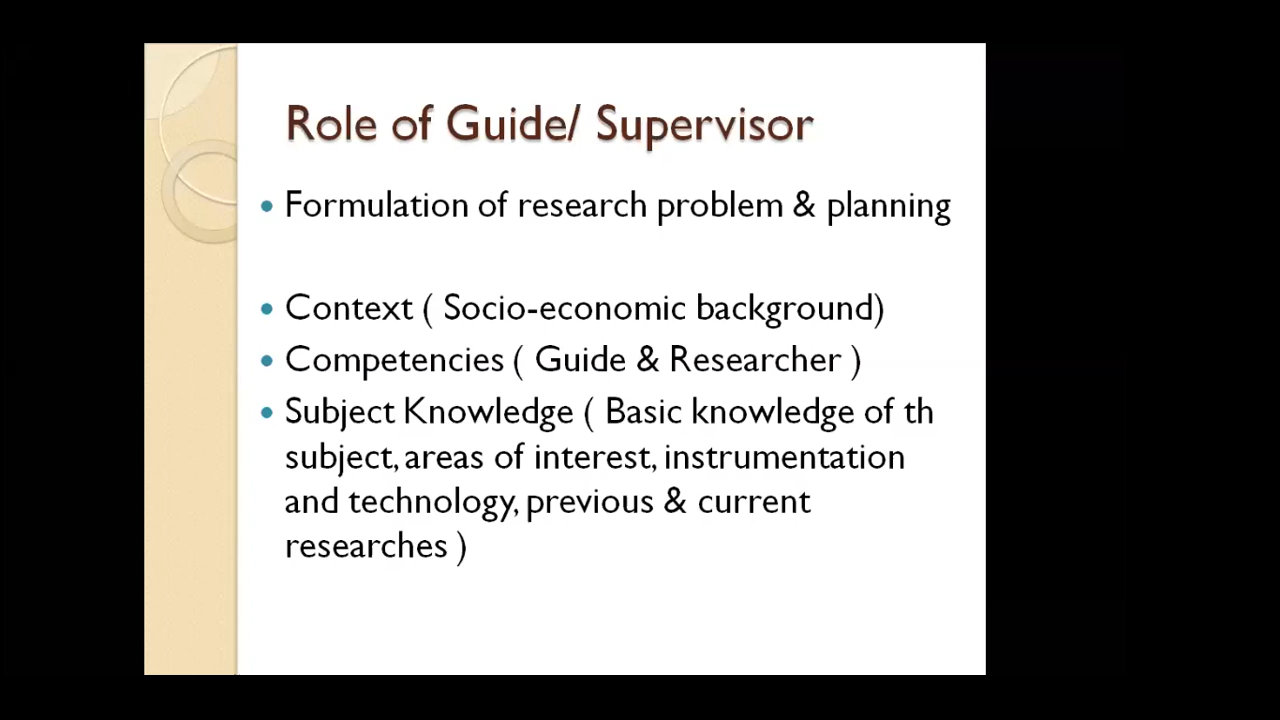 Role of Guide/ Supervisor
• Formulation of research problem & planning
• Context ( Socio-economic background)
• Competencies ( Guide & Researcher )
• Subject Knowledge ( Basic knowledge of th
subject, areas of interest, instrumentation
and technology, previous & current
researches )